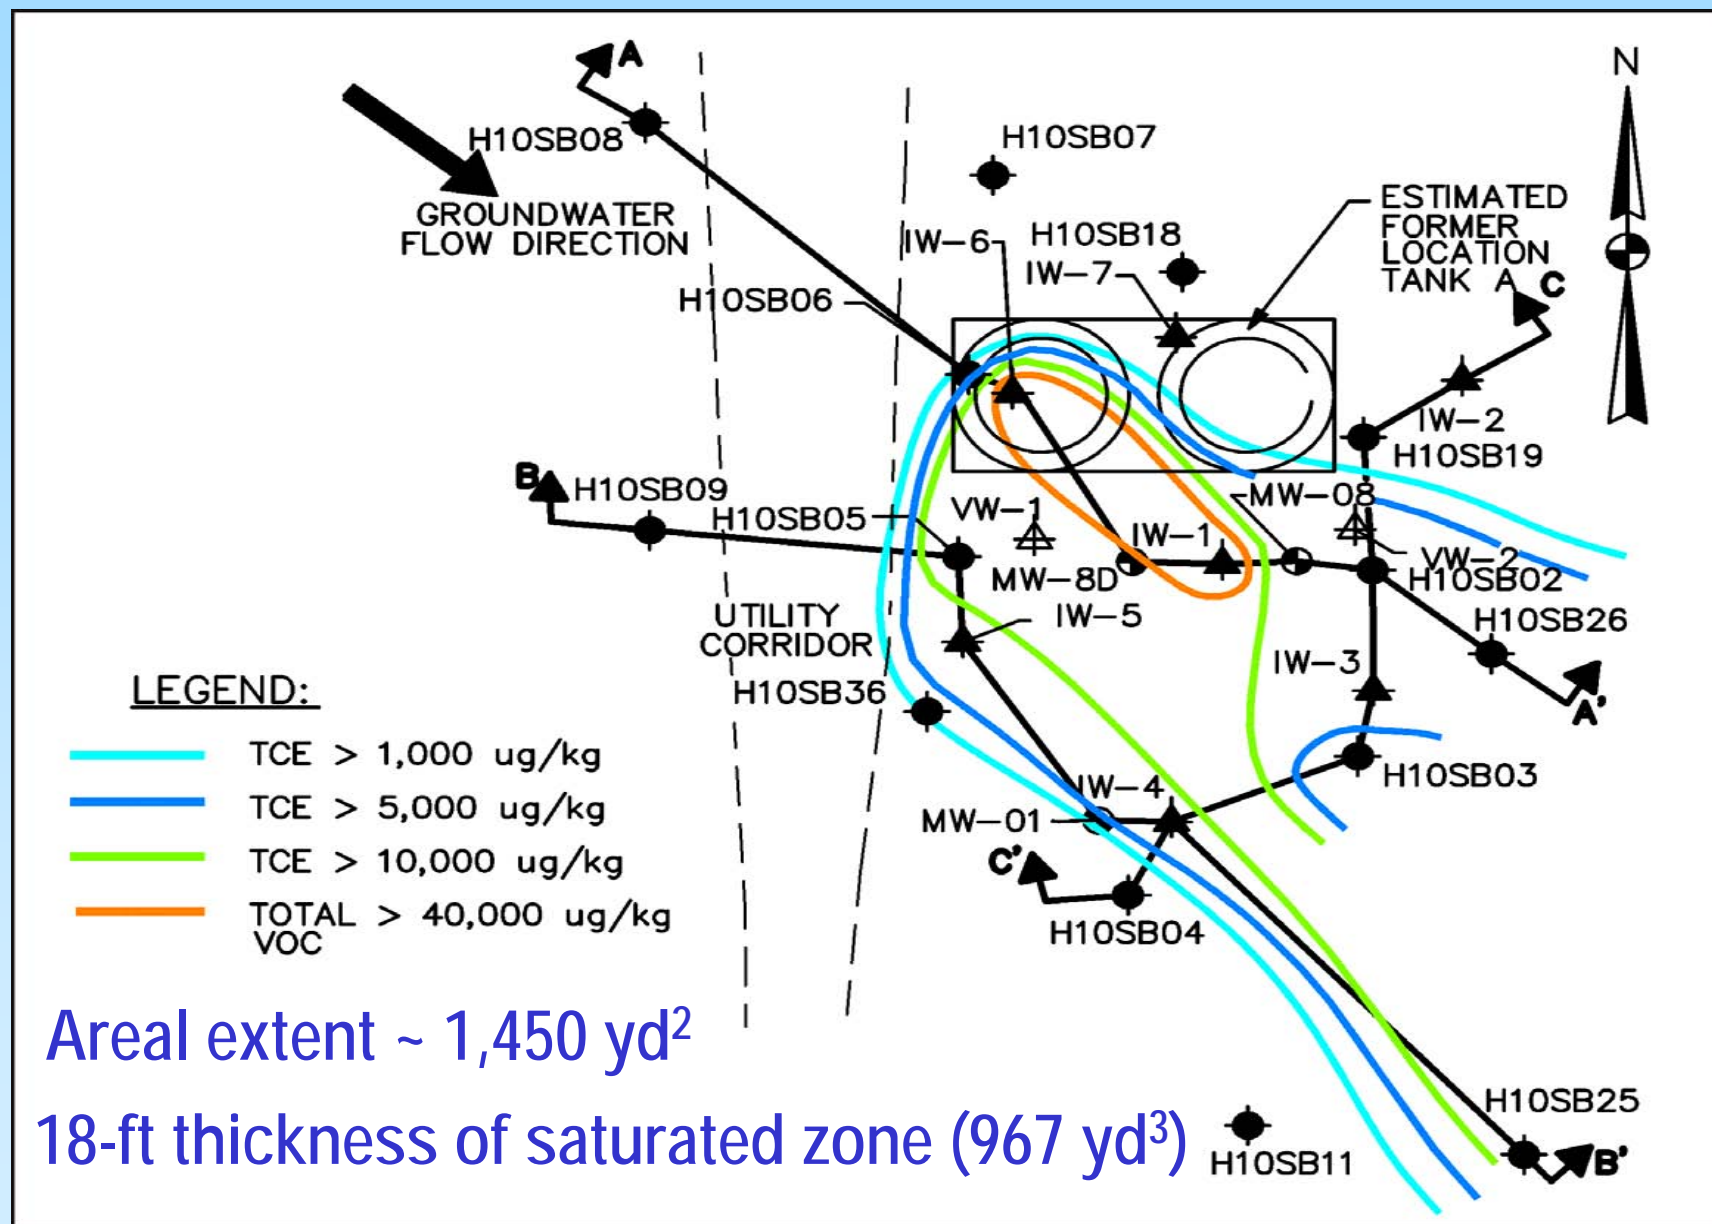 A
N
H10SB08
H10SB07
GROUNDWATER
FLOW DIRECTION
IW-6
H10SB18
IW-7
ESTIMATED
FORMER
LOCATION
TANK A
C
H10SB06
IW-2
H10SB19
B
H10SB09
H10SB05
VW-1
MW-08
IW-1
VW-2
MW-8D
H10SB02
UTILITY
CORRIDOR
IW-5
H10SB26
IW-3
H10SB36
A'
LEGEND:
TCE > 1,000 ug/kg
TCE > 5,000 ug/kg
TCE > 10,000 ug/kg
TOTAL > 40,000 ug/kg
VOC
H10SB03
IW-4
MW-01
C'
H10SB04
Areal extent ~ 1,450 yd²
18-ft thickness of saturated zone (967 yd³)
H10SB25
H10SB11
B'